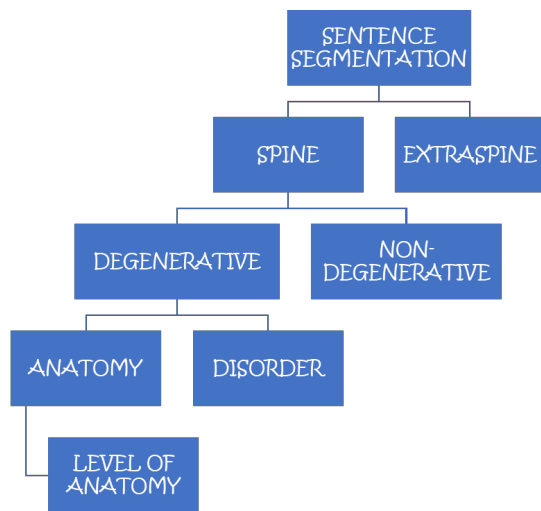 SENTENCE
SEGMENTATION
SPINE
EXTRASPINE
DEGENERATIVE
NON-
DEGENERATIVE
ANATOMY
DISORDER
LEVEL OF
ANATOMY